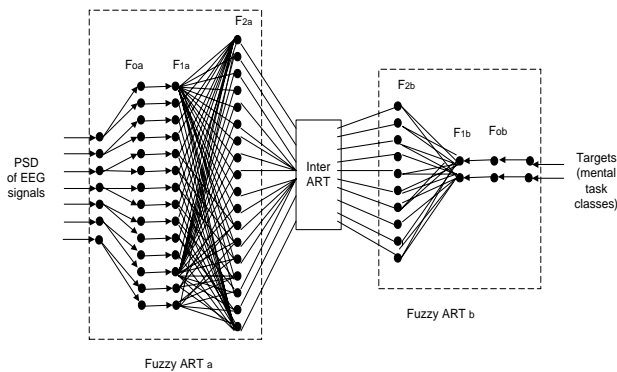 F2a
Foa
F1a
F2b
F1b
Fob
PSD
of EEG
signals
Inter
ART
Targets
(mental
task
classes)
Fuzzy ART b
Fuzzy ART a